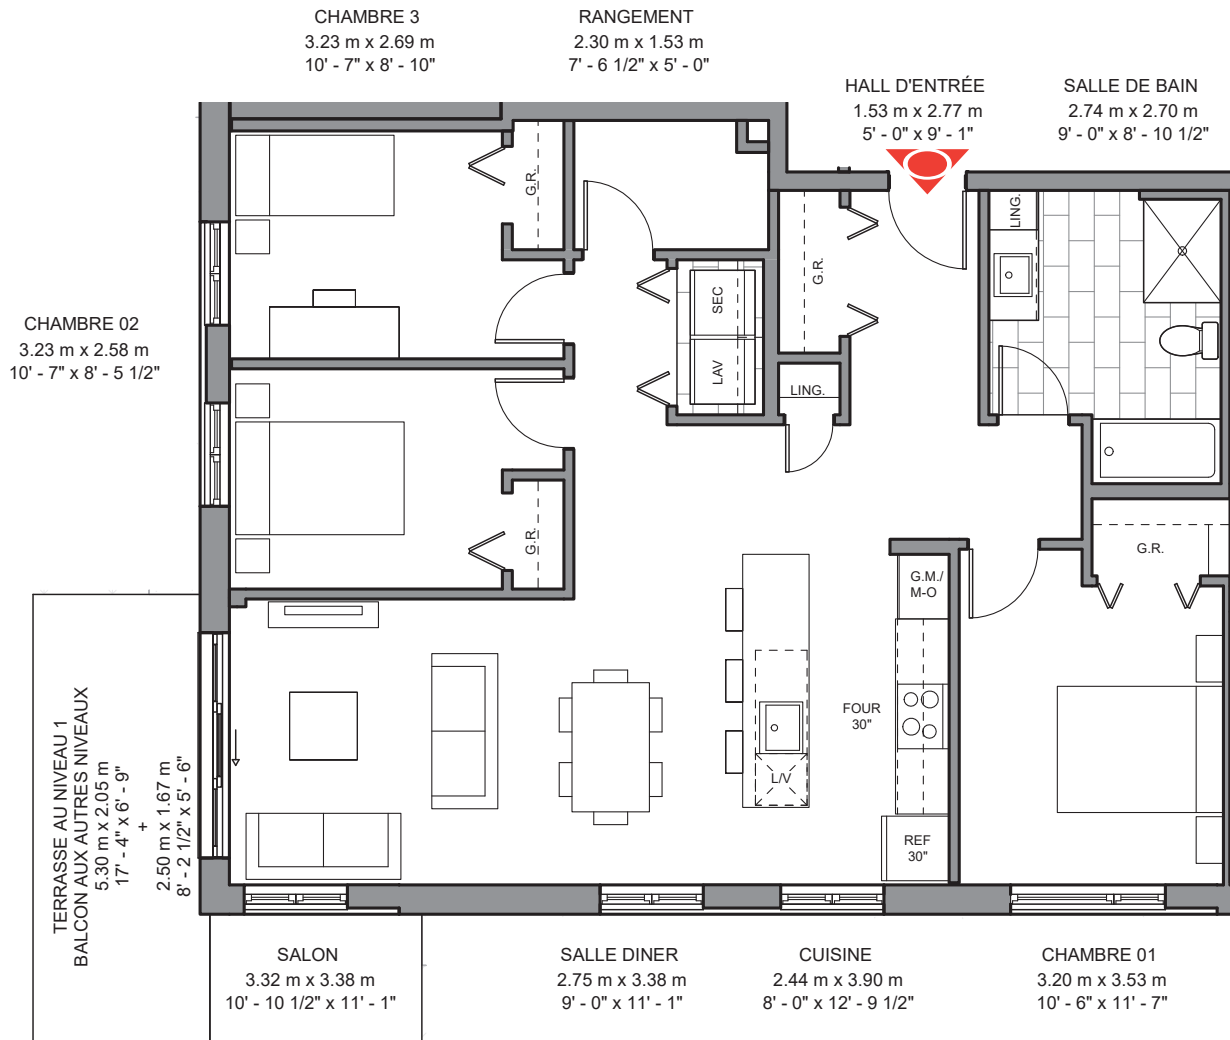 CHAMBRE 3
3.23 m x 2.69 m
10' - 7" x 8' - 10"
RANGEMENT
2.30 m x 1.53 m
7' - 6 1/2" x 5' - 0"
HALL D'ENTRÉE
1.53 m x 2.77 m
5' - 0" x 9' - 1"
SALLE DE BAIN
2.74 m x 2.70 m
9' - 0" x 8' - 10 1/2"
G.R.
LING.
G.R.
SEC
CHAMBRE 02
3.23 m x 2.58 m
10' - 7" x 8' - 5 1/2"
LAV
LING.
G.R.
G.R.
G.M./
M-O
TERRASSE AU NIVEAU 1
BALCON AUX AUTRES NIVEAUX
5.30 m x 2.05 m
17' - 4" x 6' - 9"
+
2.50 m x 1.67 m
8' - 2 1/2" x 5' - 6"
FOUR
30"
L/V
REF
30"
SALON
3.32 m x 3.38 m
10' - 10 1/2" x 11' - 1"
SALLE DINER
2.75 m x 3.38 m
9' - 0" x 11' - 1"
CUISINE
2.44 m x 3.90 m
8' - 0" x 12' - 9 1/2"
CHAMBRE 01
3.20 m x 3.53 m
10' - 6" x 11' - 7"